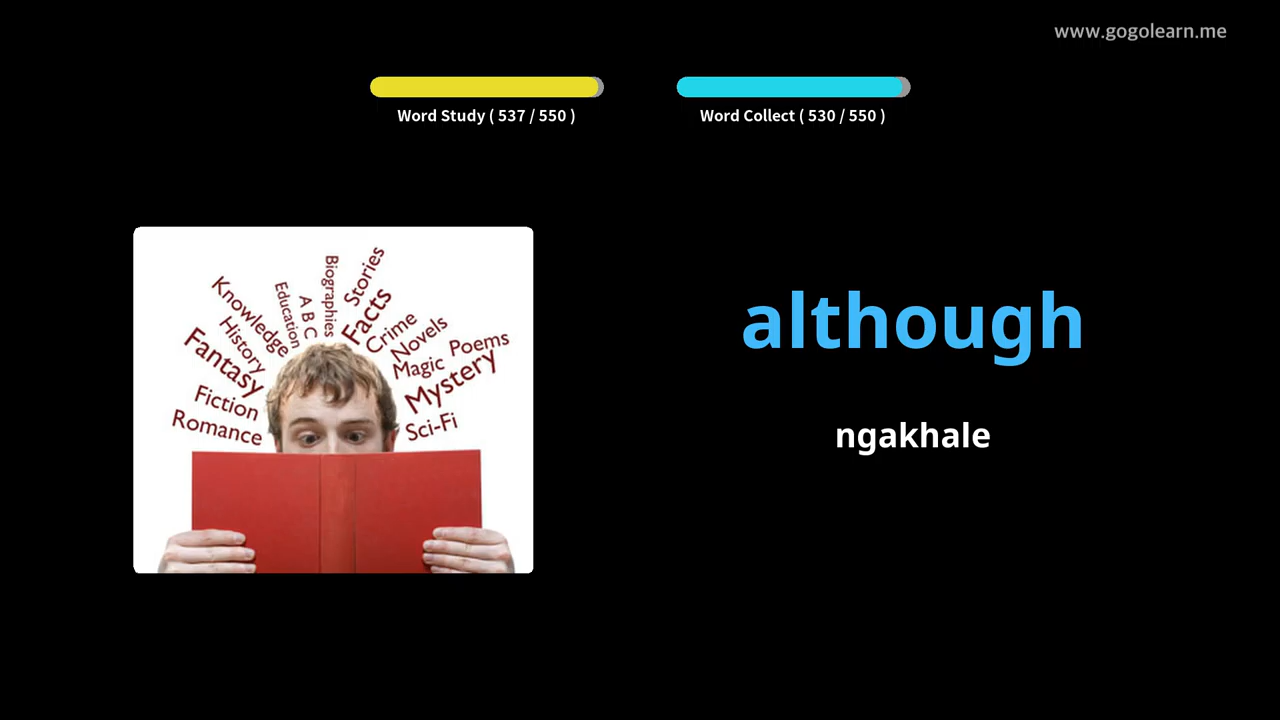 www.gogolearn.me
Word Study ( 537 / 550 )
Word Collect ( 530 / 550 )
Biographies
Stories
Knowledge
Education
A B C
Facts
Crime
History
Novels
Fantasy
Magic
Poems
Mystery
Fiction
Romance
Sci-Fi
although
ngakhale